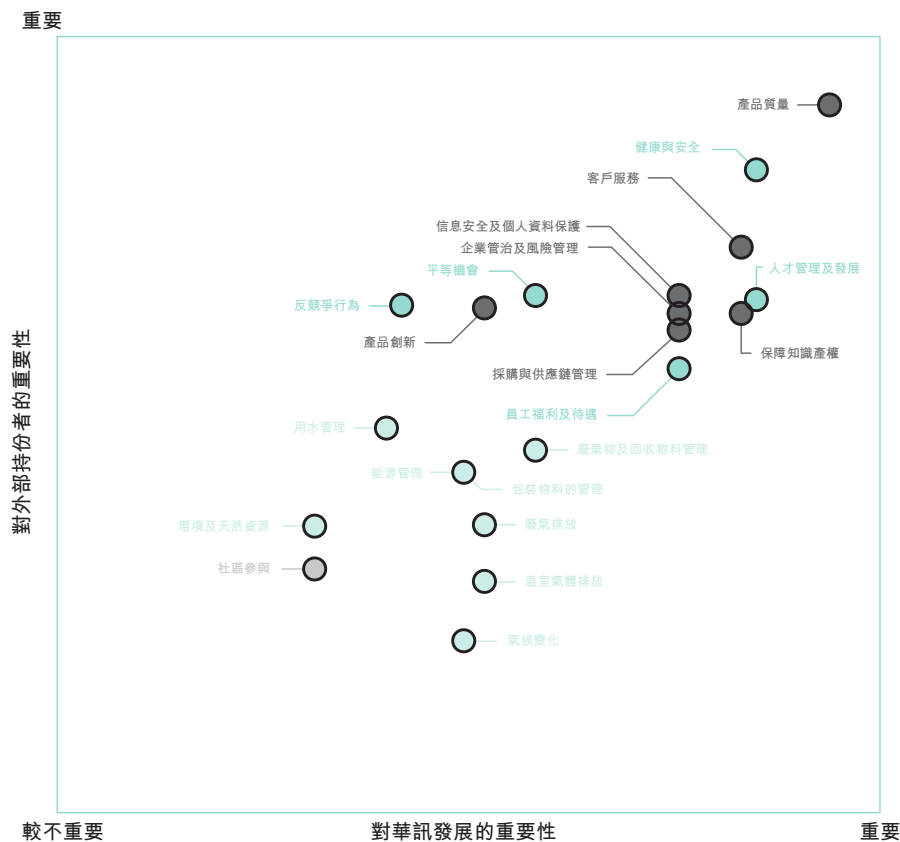 重要
產品質量
健康與安全
客戶服務
信息安全及個人資料保護
企業管治及風險管理
平等機會
人才管理及發展
反競爭行為
產品創新
保障知識產權
採購與供應鏈管理
員工福利及待遇
用水管理
廢棄物及回收物料管理
能源管理
包裝物料的管理
環境及天然資源
廢氣排放
社區參與
溫室氣體排放
氣候變化
對外部持份者的重要性
較不重要
對華訊發展的重要性
重要